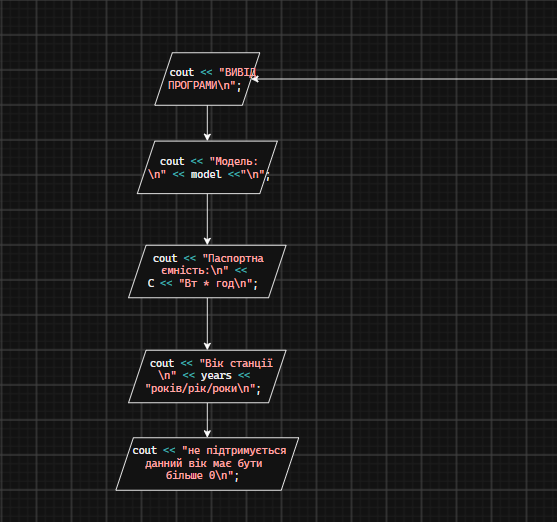 cout << "ВИВІД
ПРОГРАМИ\n";
cout << "Модель:
\n" << model <<"\n";
cout << "Паспортна
ємність:\n" <<
C << "Вт * год\n";
cout << "Вік станції
\n" << years <<
"років/рік/роки\n";
cout << "не підтримується
данний вік має бути
більше 0\n";